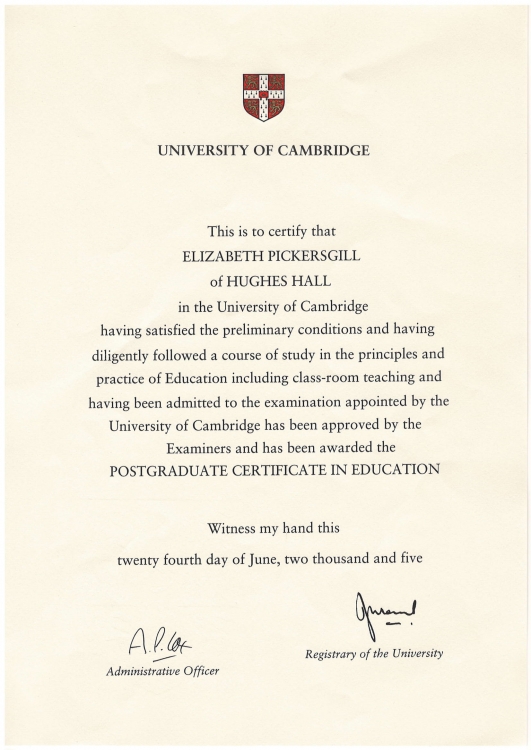 UNIVERSITY OF CAMBRIDGE
This is to certify that
ELIZABETH PICKERSGILL
of HUGHES HALL
in the University of Cambridge
having satisfied the preliminary conditions and having
diligently followed a course of study in the principles and
practice of Education including class-room teaching and
having been admitted to the examination appointed by the
University of Cambridge has been approved by the
Examiners and has been awarded the
POSTGRADUATE CERTIFICATE IN EDUCATION
Witness my hand this
twenty fourth day of June, two thousand and five
A.P. Cox
Administrative Officer
Registrary of the University